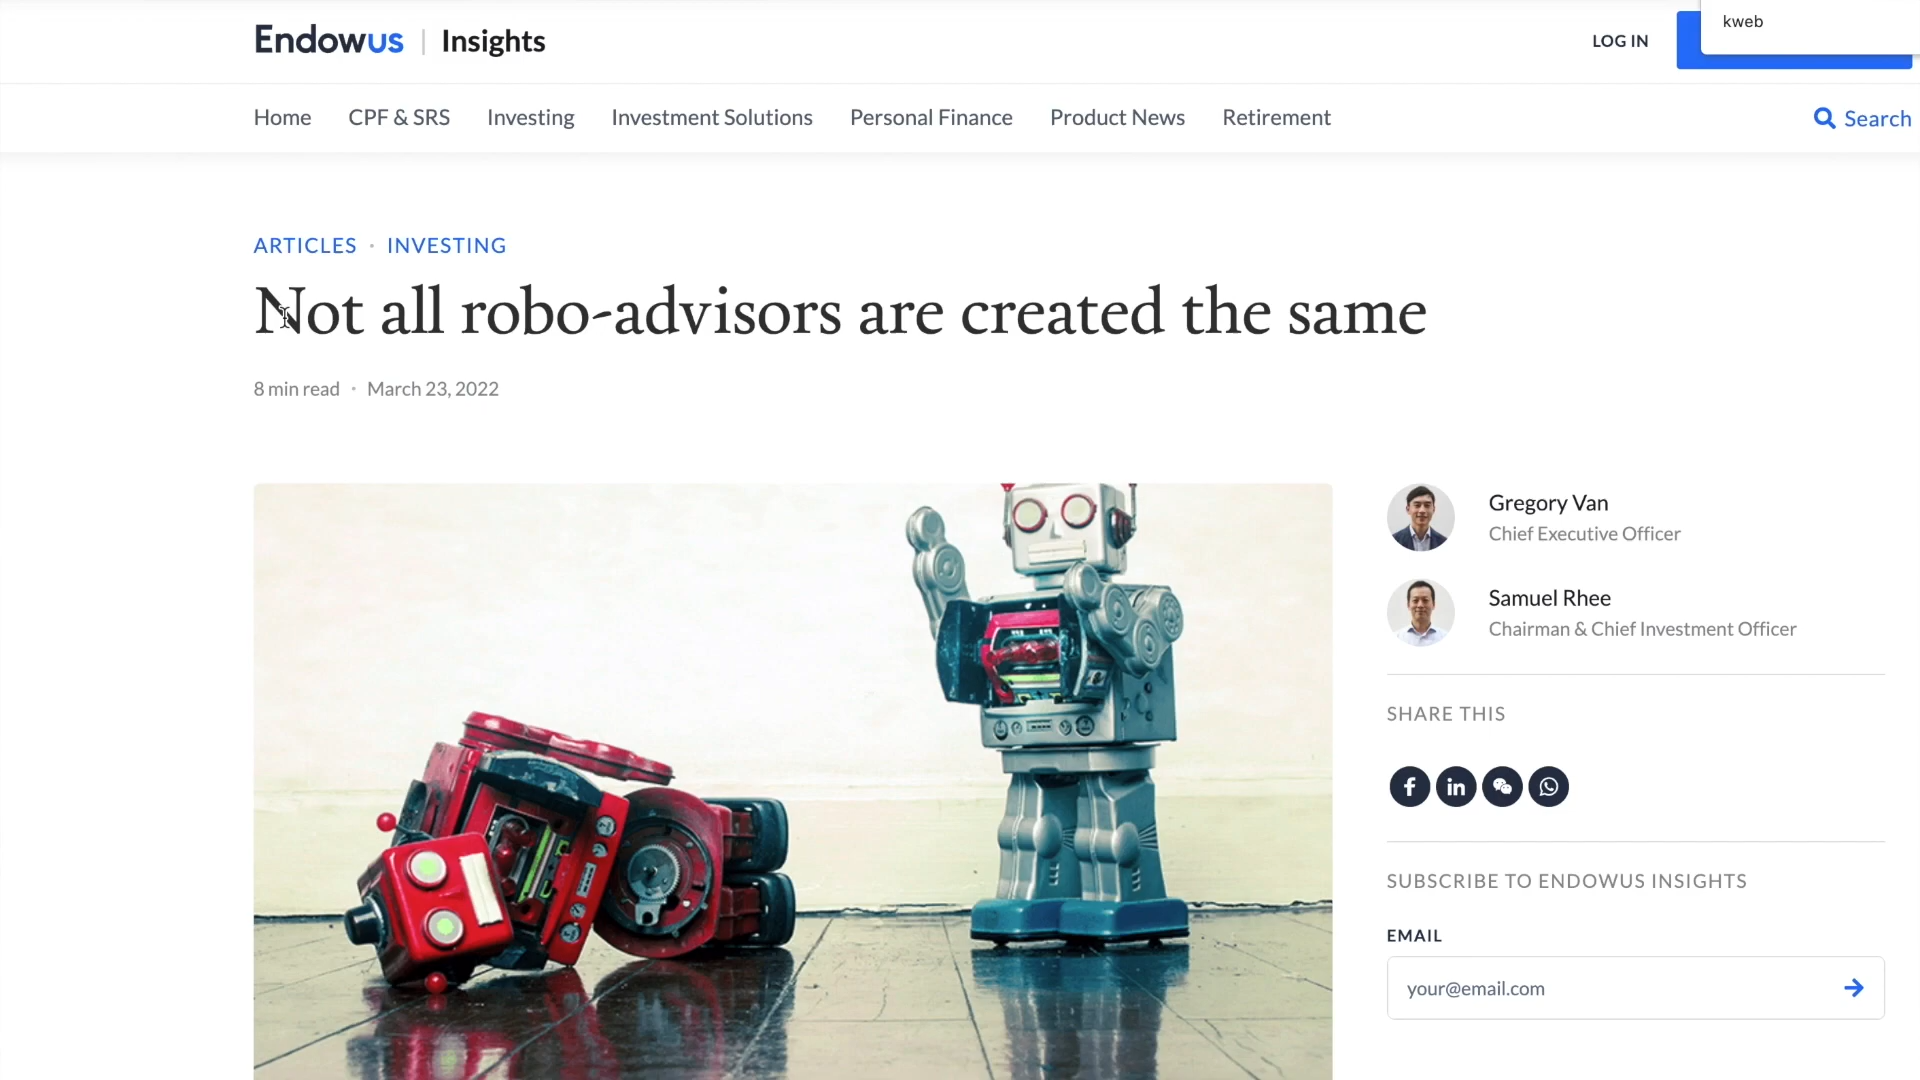 Endowus | Insights
LOG IN
kweb
Home CPF & SRS Investing Investment Solutions Personal Finance Product News Retirement
Search
ARTICLES • INVESTING
Not all robo-advisors are created the same
8 min read • March 23, 2022
Gregory Van
Chief Executive Officer
Samuel Rhee
Chairman & Chief Investment Officer
SHARE THIS
SUBSCRIBE TO ENDOWUS INSIGHTS
EMAIL
your@email.com